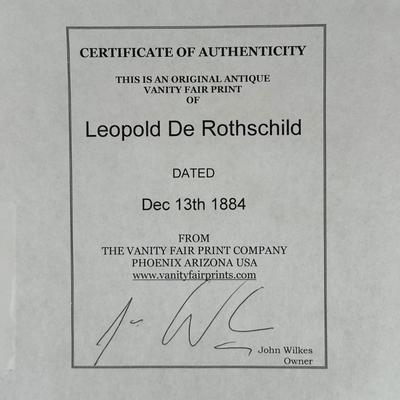 CERTIFICATE OF AUTHENTICITY
THIS IS AN ORIGINAL ANTIQUE
VANITY FAIR PRINT
OF
Leopold De Rothschild
DATED
Dec 13th 1884
FROM
THE VANITY FAIR PRINT COMPANY
PHOENIX ARIZONA USA
www.vanityfairprints.com
John Wilkes
Owner